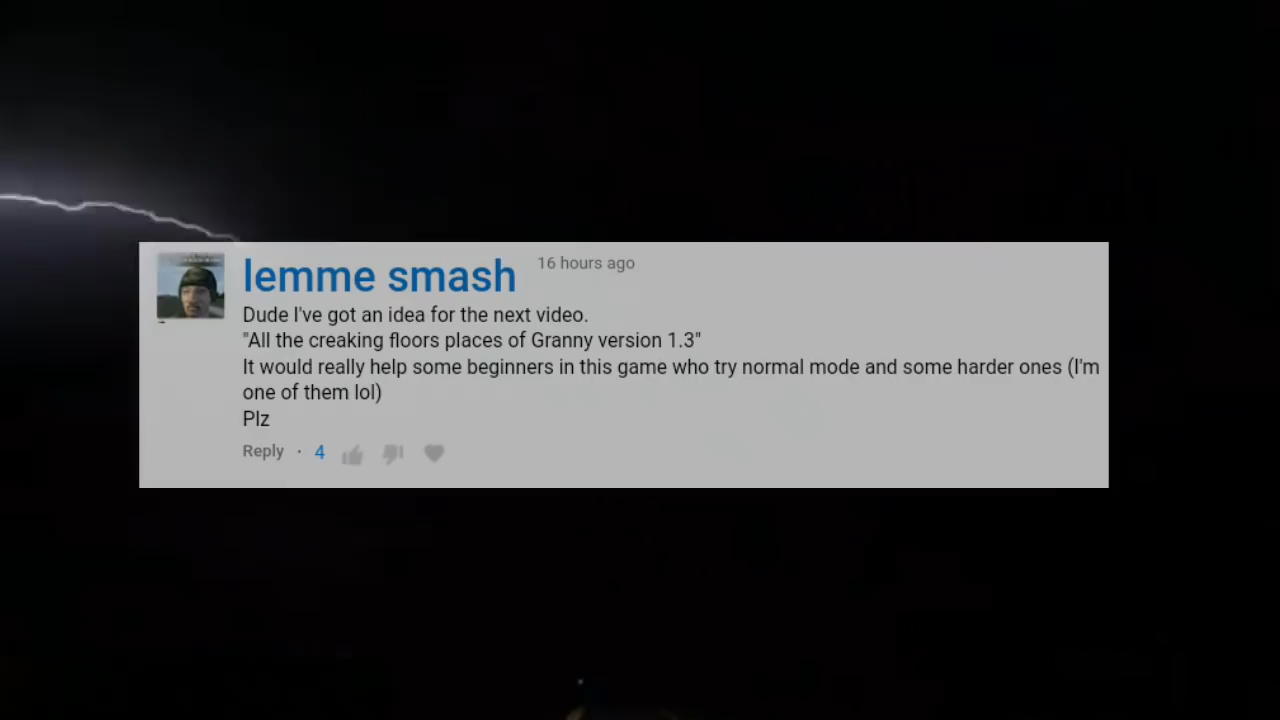 lemme smash 16 hours ago
Dude I've got an idea for the next video.
"All the creaking floors places of Granny version 1.3"
It would really help some beginners in this game who try normal mode and some harder ones (I'm
one of them lol)
Plz
Reply · 4